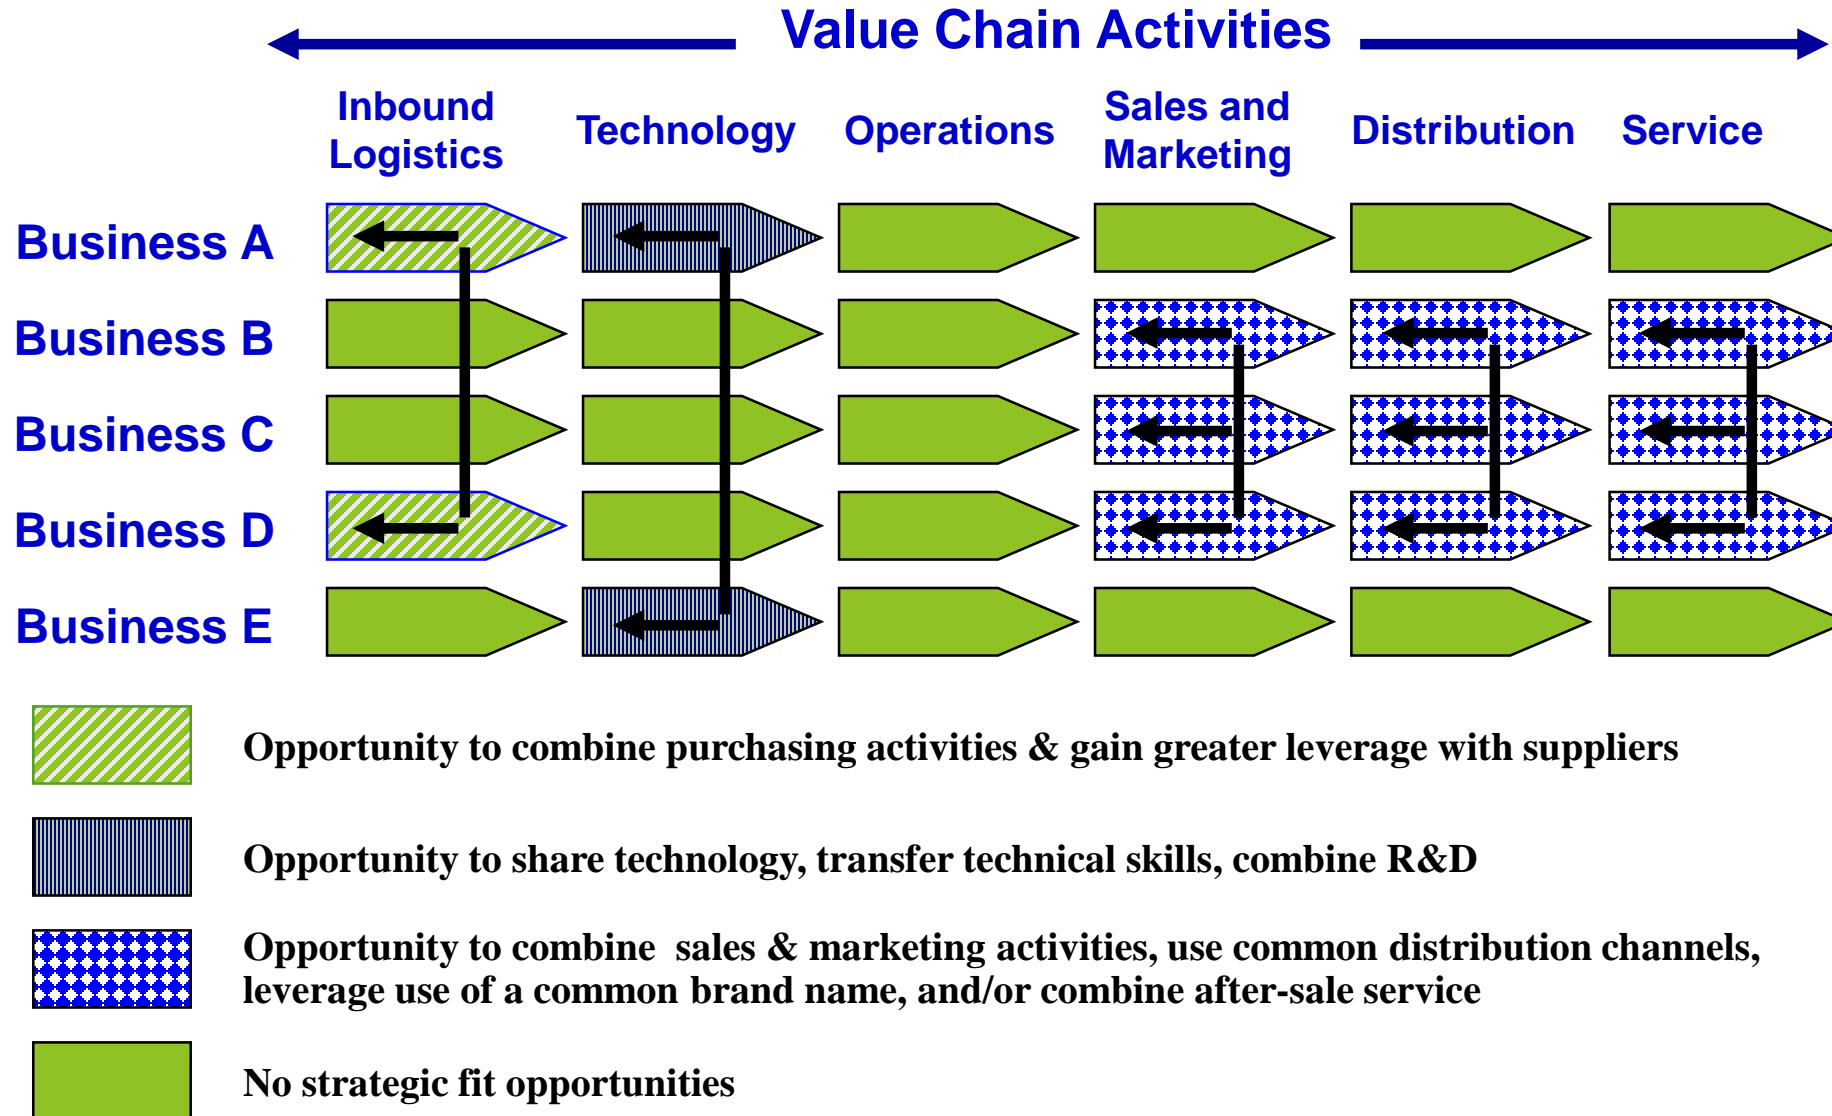 Value Chain Activities
Inbound
Logistics
Technology
Operations
Sales and
Marketing
Distribution
Service
Business A
Business B
Business C
Business D
Business E
Opportunity to combine purchasing activities & gain greater leverage with suppliers
Opportunity to share technology, transfer technical skills, combine R&D
Opportunity to combine  sales & marketing activities, use common distribution channels,
leverage use of a common brand name, and/or combine after-sale service
No strategic fit opportunities